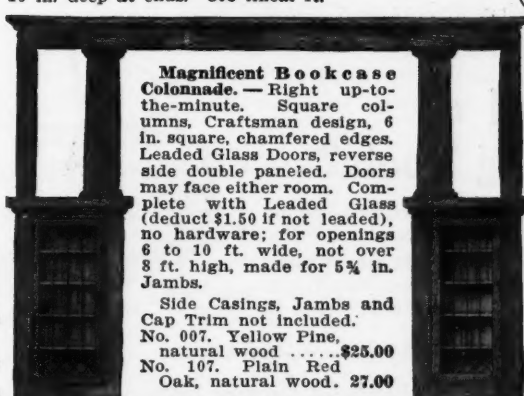 Magnificent Bookcase
Colonnade. — Right up-to-
the-minute. Square col-
umns, Craftsman design, 6
in. square, chamfered edges.
Leaded Glass Doors, reverse
side double paneled. Doors
may face either room. Com-
plete with Leaded Glass
(deduct $1.50 if not leaded),
no hardware; for openings
6 to 10 ft. wide, not over
8 ft. high, made for 5¾ in.
Jambs.
Side Casings, Jambs and
Cap Trim not included.
No. 007. Yellow Pine,
natural wood ......$25.00
No. 107. Plain Red
Oak, natural wood. 27.00